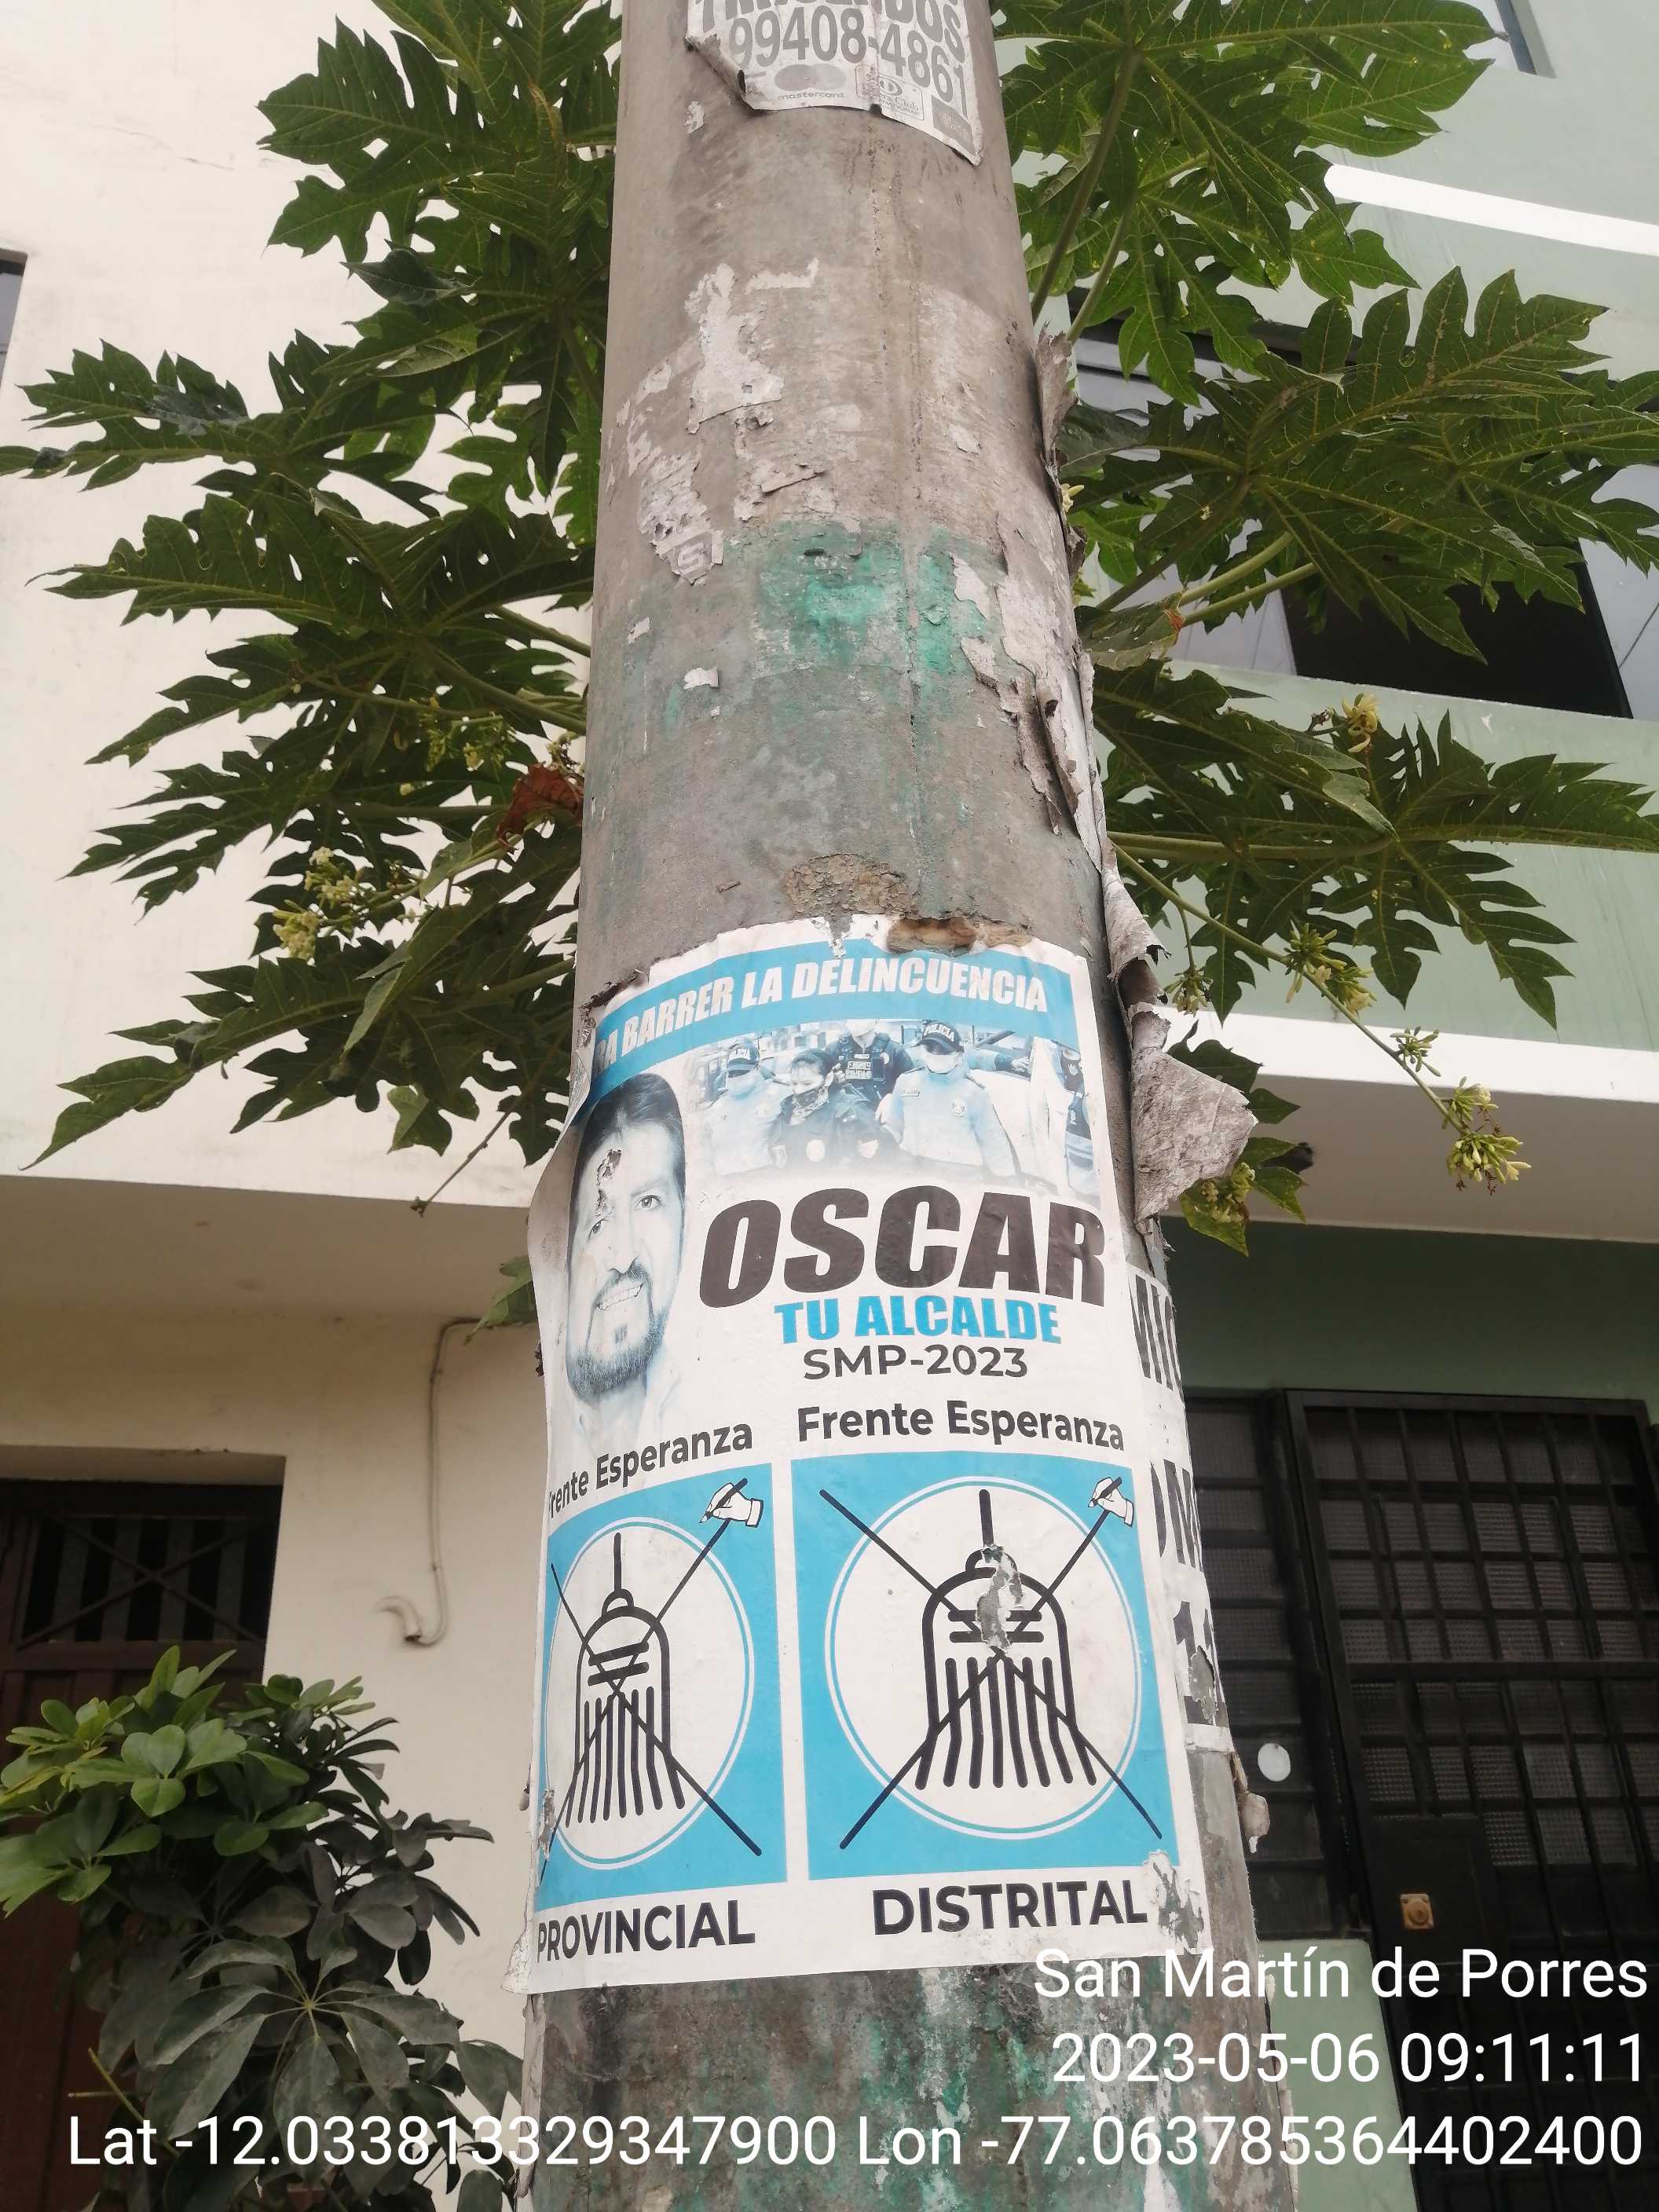 99408-4861
mastercard
S
BARRER LA DELINCUENCIA
POLICIA
OSCAR
TU ALCALDE
SMP-2023
Frente Esperanza
Esperanza
PROVINCIAL
DISTRITAL
San Martín de Porres
2023-05-06 09:11:11
Lat -12.033813329347900 Lon -77.063785364402400